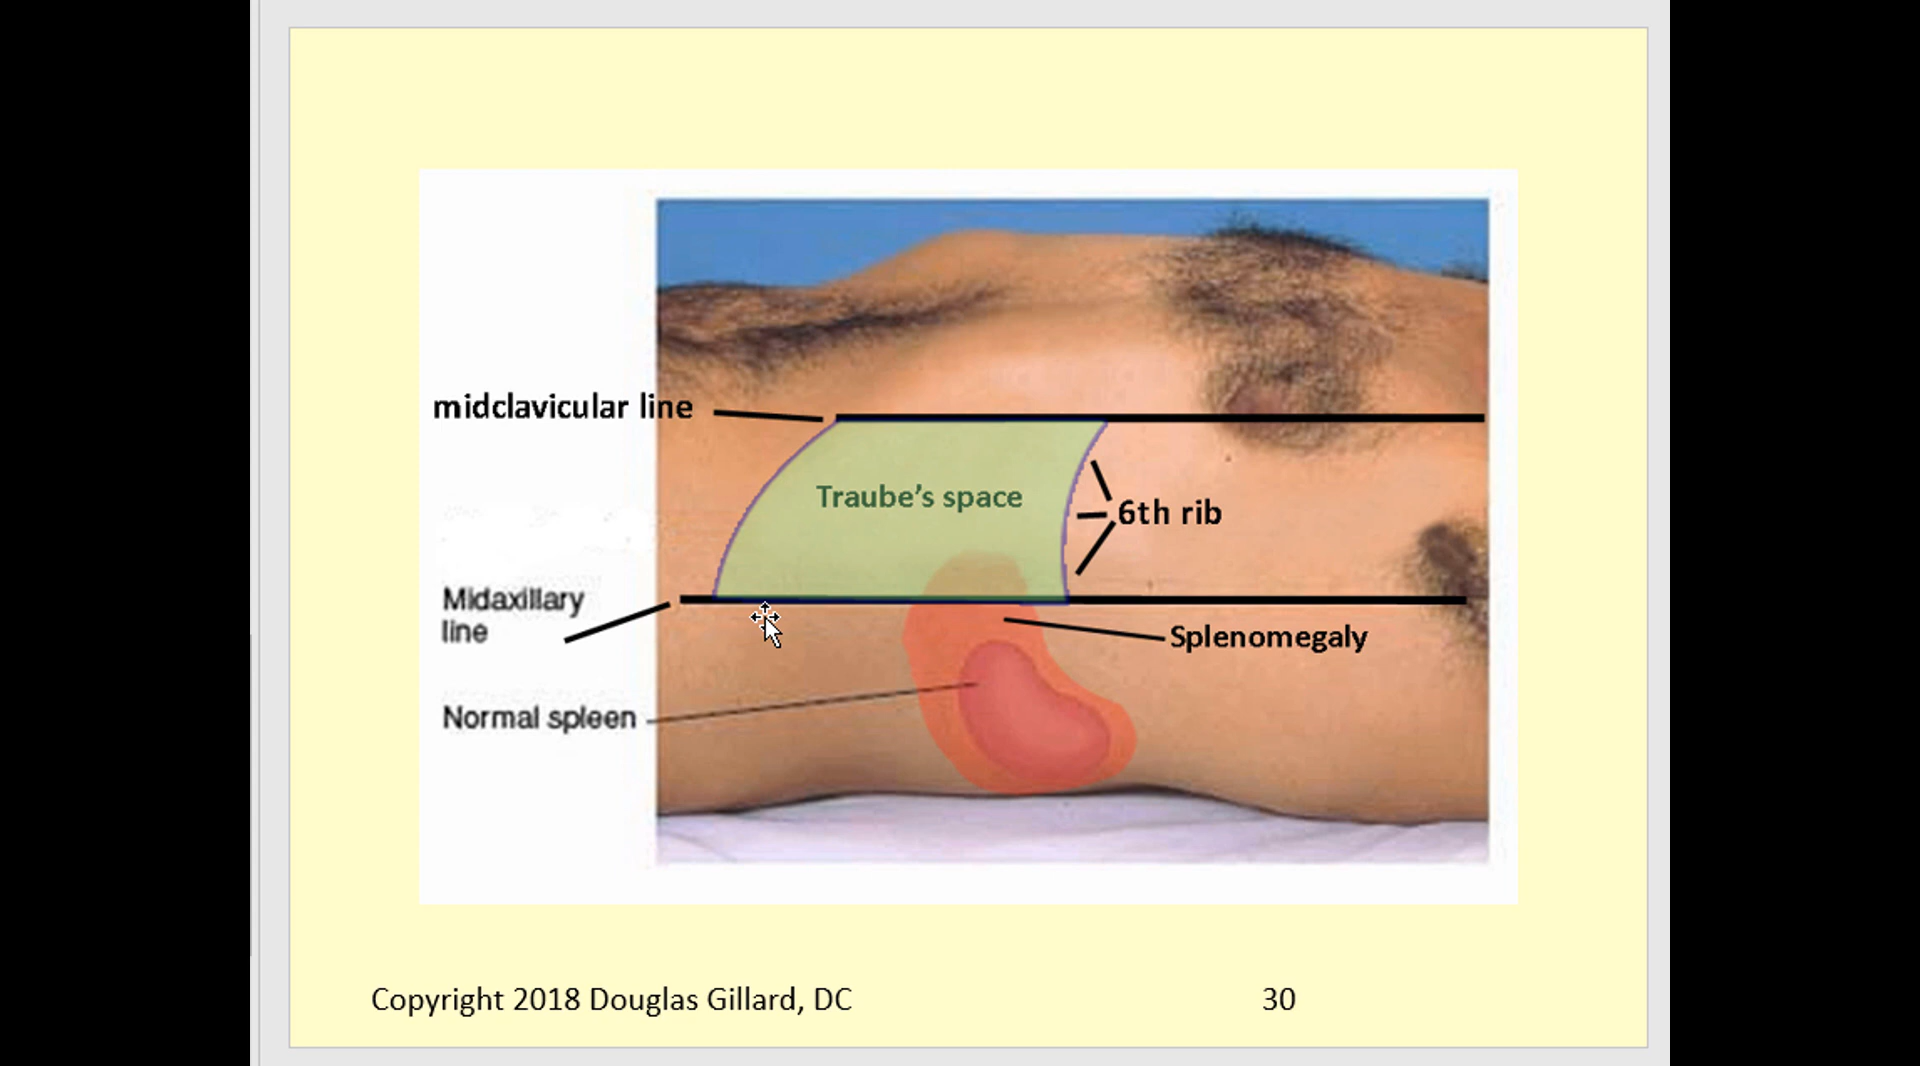 midclavicular line
Traube's space
6th rib
Midaxillary
line
Splenomegaly
Normal spleen
Copyright 2018 Douglas Gillard, DC
30